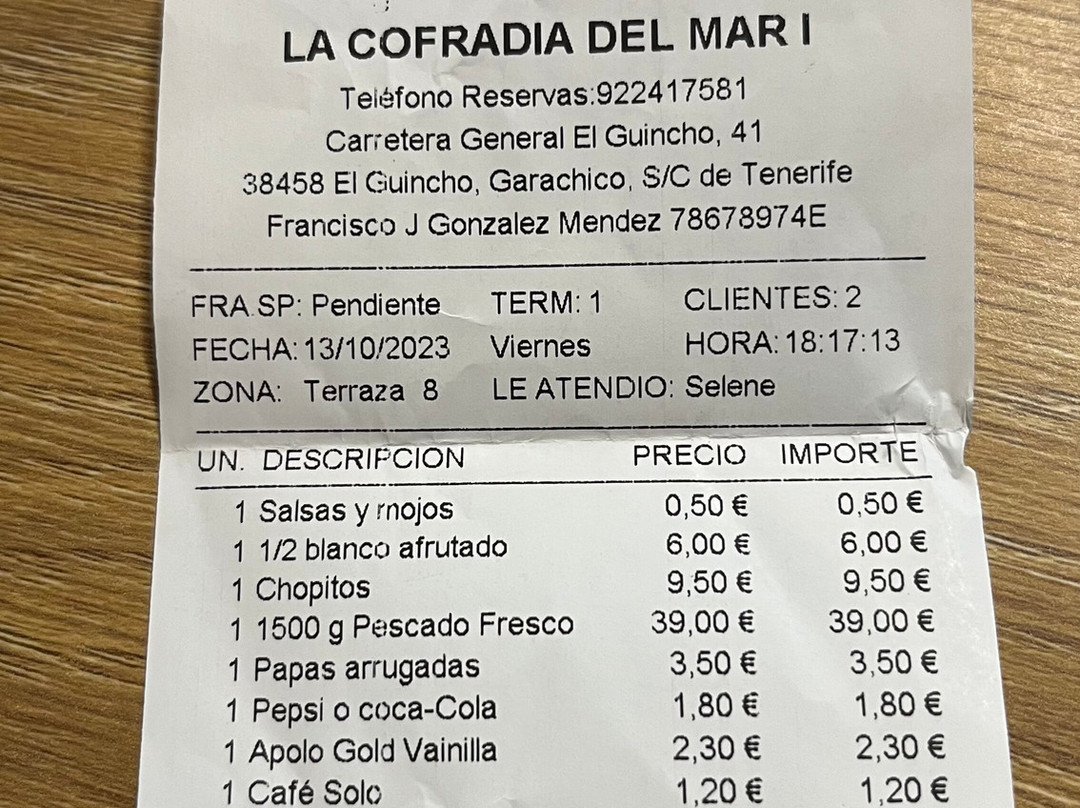 LA COFRADIA DEL MAR I
Teléfono Reservas:922417581
Carretera General El Guincho, 41
38458 El Guincho, Garachico, S/C de Tenerife
Francisco J Gonzalez Mendez 78678974E
FRA.SP: Pendiente TERM: 1 CLIENTES: 2
FECHA: 13/10/2023 Viernes HORA: 18:17:13
ZONA: Terraza 8 LE ATENDIO: Selene
UN. DESCRIPCION PRECIO IMPORTE
1 Salsas y mojos 0,50 € 0,50 €
1 1/2 blanco afrutado 6,00 € 6,00 €
1 Chopitos 9,50 € 9,50 €
1 1500 g Pescado Fresco 39,00 € 39,00 €
1 Papas arrugadas 3,50 € 3,50 €
1 Pepsi o coca-Cola 1,80 € 1,80 €
1 Apolo Gold Vainilla 2,30 € 2,30 €
1 Café Solo 1,20 € 1,20 €